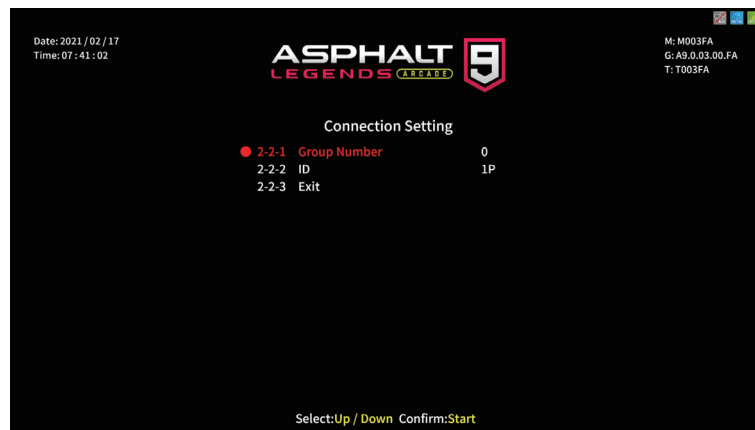 Date: 2021 / 02 / 17
Time: 07 : 41 : 02
ASPHALT 9
LEGENDS ARCADE
M: M003FA
G: A9.0.03.00.FA
T: T003FA
Connection Setting
2-2-1 Group Number 0
2-2-2 ID 1P
2-2-3 Exit
Select:Up / Down Confirm:Start